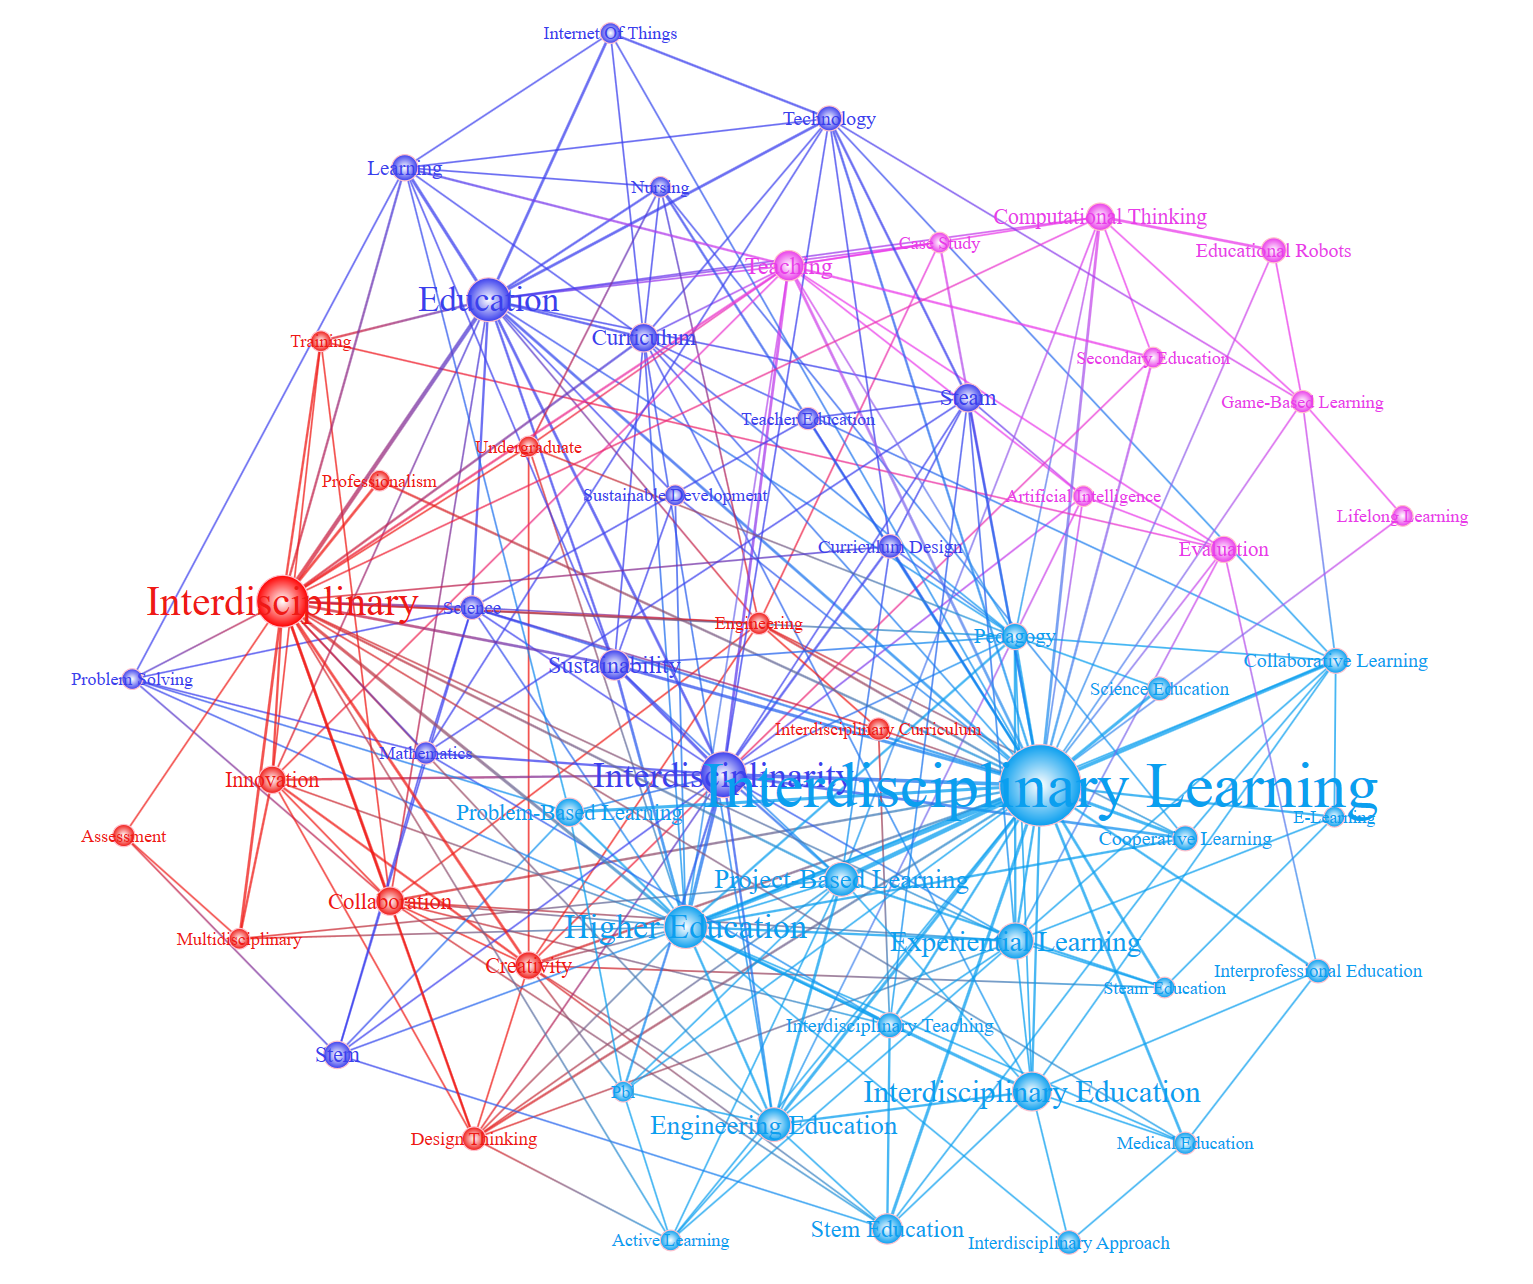 Internet Of Things
Technology
Learning
Nursing
Computational Thinking
Case Study
Educational Robots
Teaching
Education
Curriculum
Training
Secondary Education
Steam
Game-Based Learning
Teacher Education
Undergraduate
Professionalism
Sustainable Development
Artificial Intelligence
Lifelong Learning
Curriculum Design
Evaluation
Interdisciplinary
Science
Engineering
Pedagogy
Sustainability
Collaborative Learning
Problem Solving
Science Education
Interdisciplinary Curriculum
Mathematics
Innovation
Interdisciplinarity
Interdisciplinary Learning
Problem-Based Learning
E-Learning
Assessment
Cooperative Learning
Project-Based Learning
Collaboration
Higher Education
Multidisciplinary
Experiential Learning
Creativity
Interprofessional Education
Steam Education
Interdisciplinary Teaching
Stem
Pbl
Interdisciplinary Education
Engineering Education
Design Thinking
Medical Education
Stem Education
Active Learning
Interdisciplinary Approach